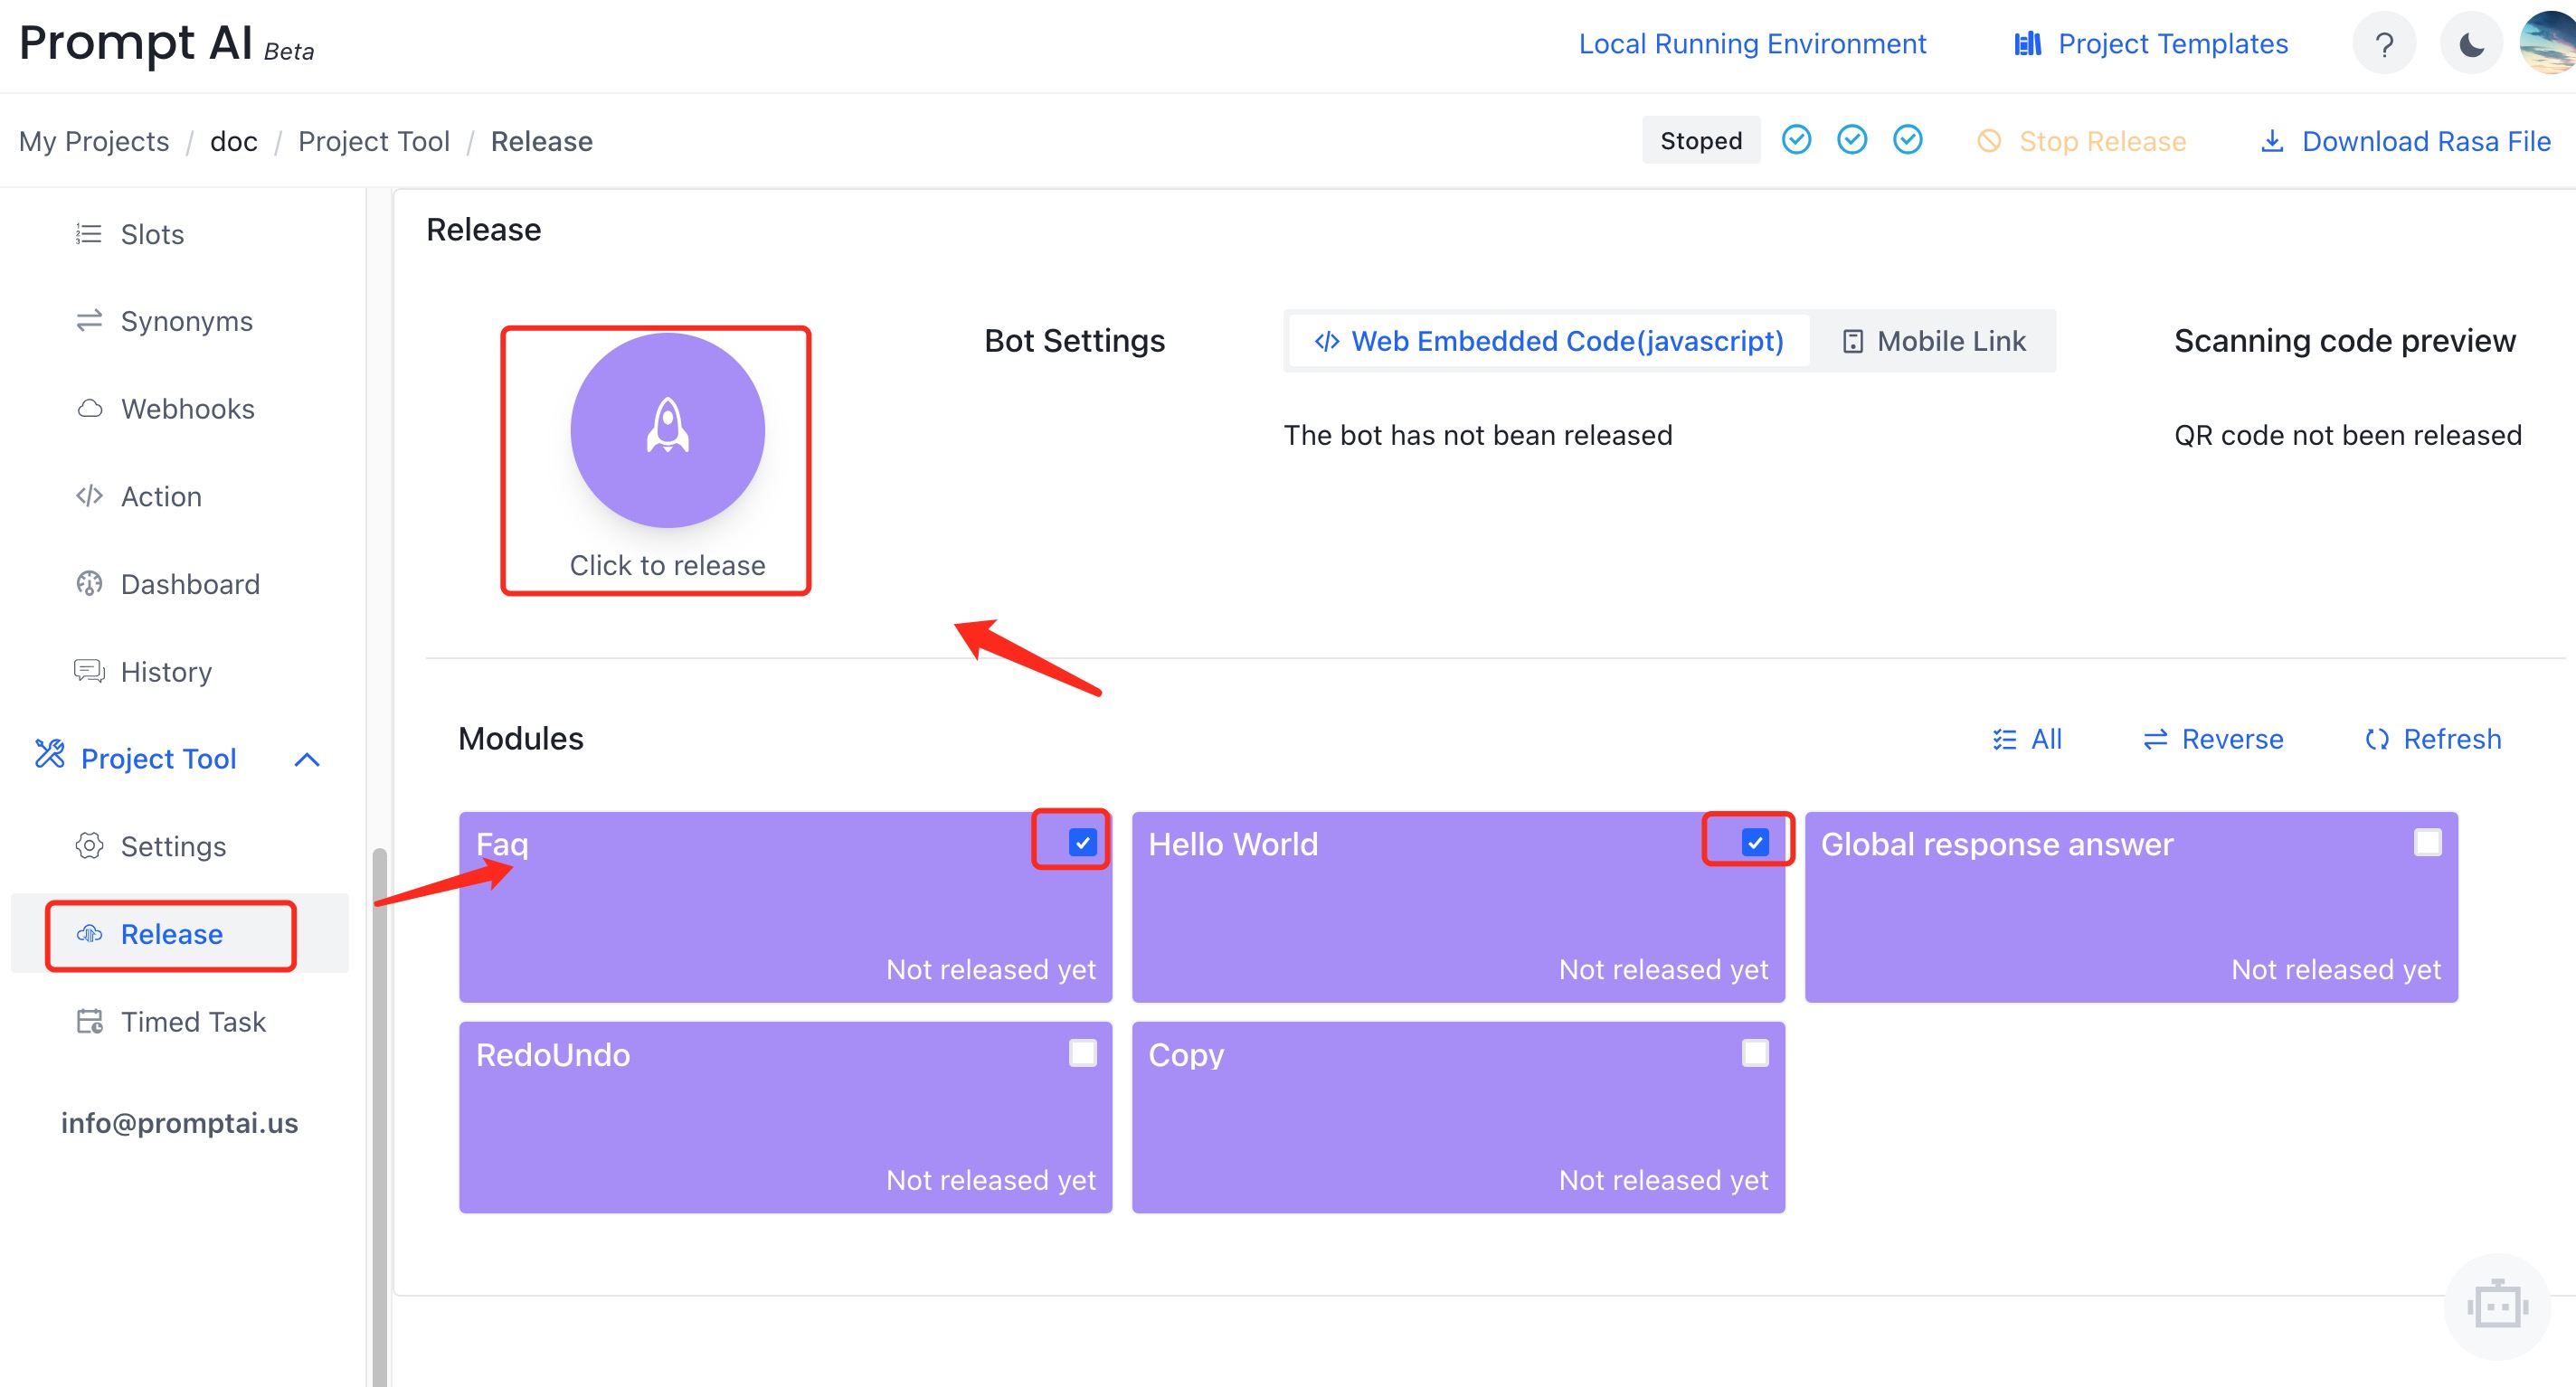 Prompt AI Beta
Local Running Environment
Project Templates
?
My Projects / doc / Project Tool / Release
Stoped
Stop Release
Download Rasa File
Slots
Synonyms
Webhooks
Action
Dashboard
History
Project Tool
Settings
Release
Timed Task
info@promptai.us
Release
Click to release
Bot Settings
Web Embedded Code(javascript)
Mobile Link
The bot has not bean released
Scanning code preview
QR code not been released
Modules
All
Reverse
Refresh
Faq
Not released yet
Hello World
Not released yet
Global response answer
Not released yet
RedoUndo
Not released yet
Copy
Not released yet